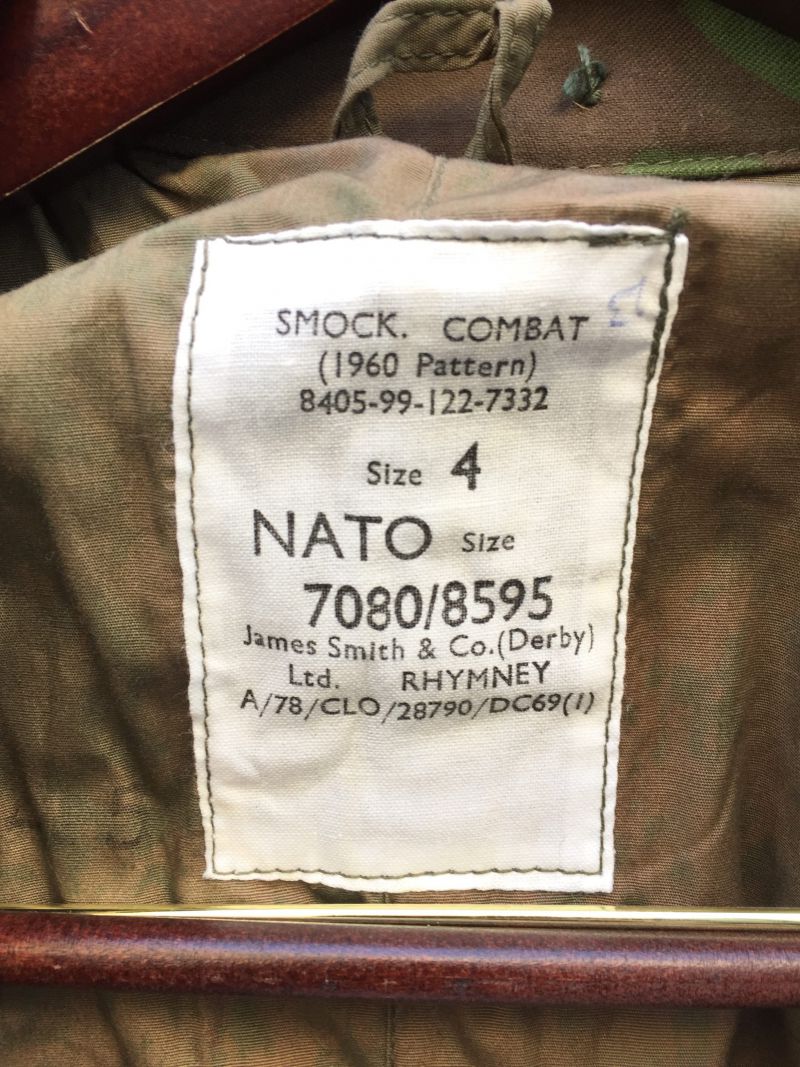 SMOCK. COMBAT
(1960 Pattern)
8405-99-122-7332
Size 4
NATO Size
7080/8595
James Smith & Co.(Derby)
Ltd. RHYMNEY
A/78/CLO/28790/DC69(1)